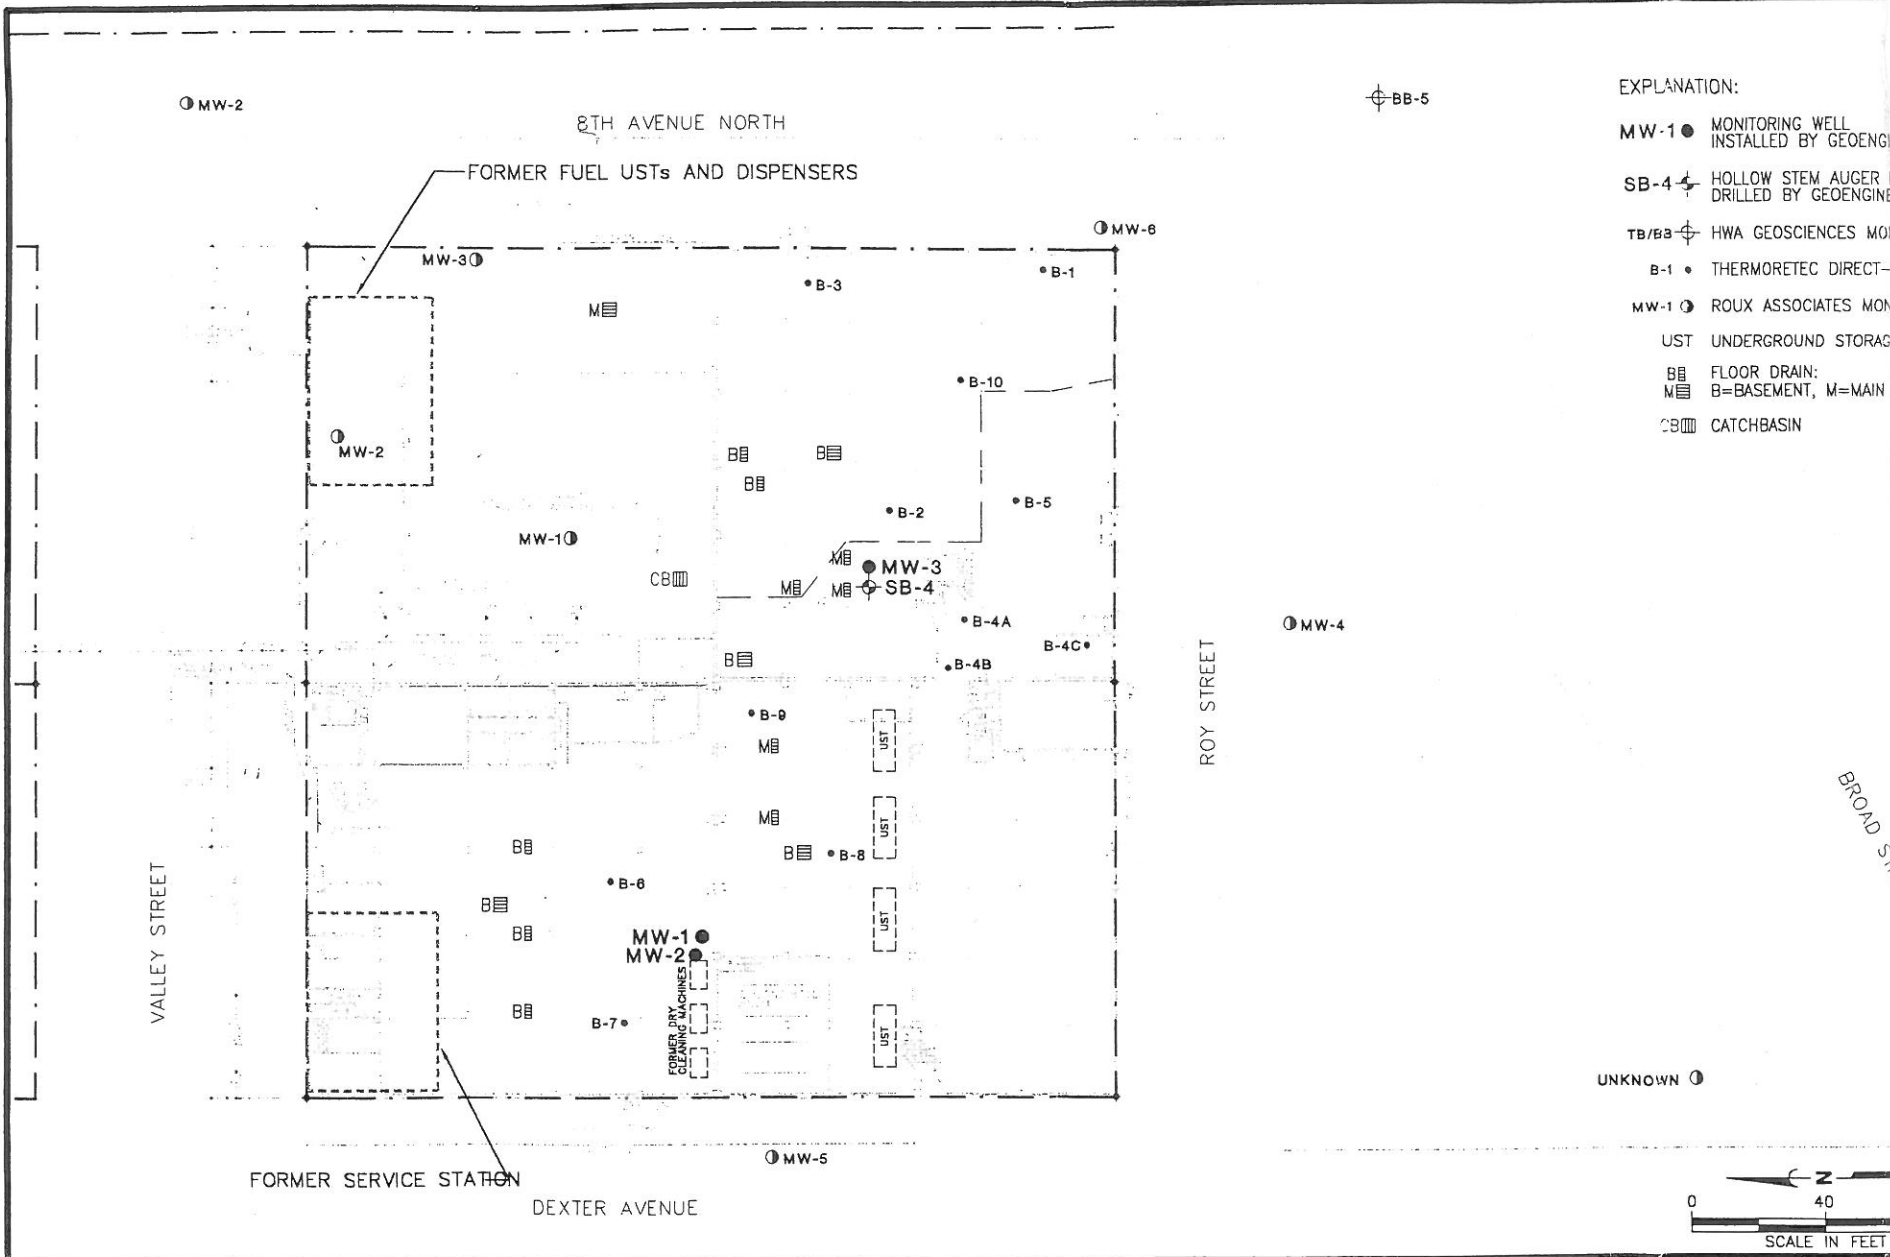 MW-2
8TH AVENUE NORTH
BB-5
FORMER FUEL USTs AND DISPENSERS
MW-6
MW-3
B-3
B-1
M
B-10
MW-2
B
B
B
B-5
B-2
MW-1
M
MW-3
CB
M
M
SB-4
B-4A
MW-4
B-4C
B
B-4B
ROY STREET
B-9
M
UST
M
UST
B
B
B-8
BROAD
B-6
VALLEY STREET
B
B
UST
MW-1
MW-2
FORMER DRY
CLEANING MACHINES
B
B-7
UST
UNKNOWN
MW-5
FORMER SERVICE STATION
DEXTER AVENUE
EXPLANATION:
MW-1 MONITORING WELL
INSTALLED BY GEOENGI
SB-4 HOLLOW STEM AUGER
DRILLED BY GEOENGINE
TB/BB HWA GEOSCIENCES MO
B-1 THERMORETEC DIRECT-
MW-1 ROUX ASSOCIATES MON
UST UNDERGROUND STORAG
B FLOOR DRAIN:
M B=BASEMENT, M=MAIN
CB CATCHBASIN
N
0 40
SCALE IN FEET